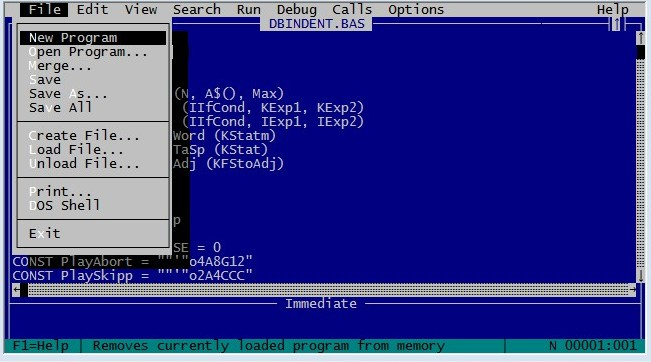 File Edit View Search Run Debug Calls Options Help
DBINDENT.BAS
New Program
Open Program...
Merge...
Save
Save As... (N, A$(), Max)
Save All (IIfCond, KExp1, KExp2)
(IIfCond, IExp1, IExp2)
Create File... Word (KStatm)
Load File... TaSp (KStat)
Unload File... Adj (KFStoAdj)
Print...
DOS Shell p
Exit
SE = 0
CONST PlayAbort = ""'"o4A8G12"
CONST PlaySkipp = ""'"o2A4CCC"
Immediate
F1=Help | Removes currently loaded program from memory | N 00001:001